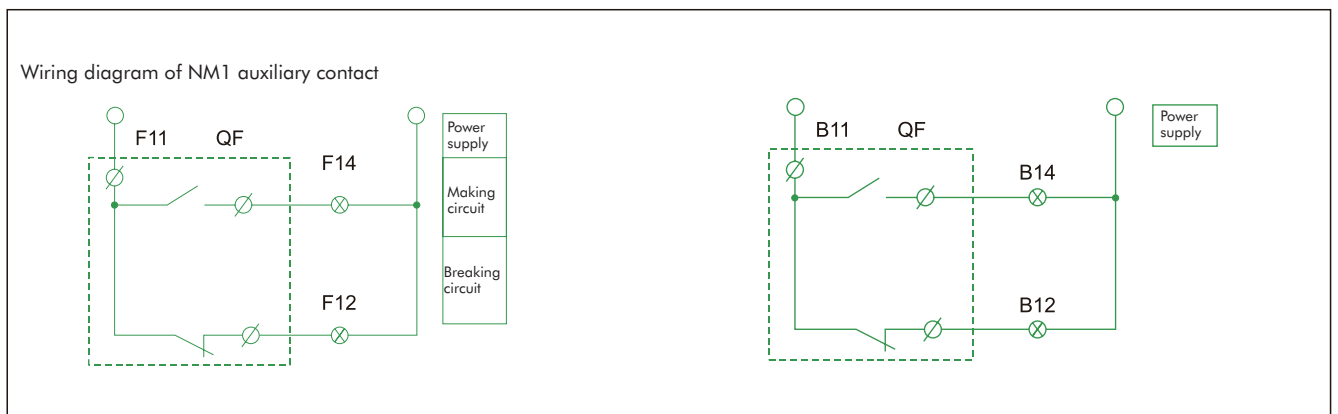 Wiring diagram of NM1 auxiliary contact
F11
QF
F14
F12
Power
supply
Making
circuit
Breaking
circuit
B11
QF
B14
B12
Power
supply